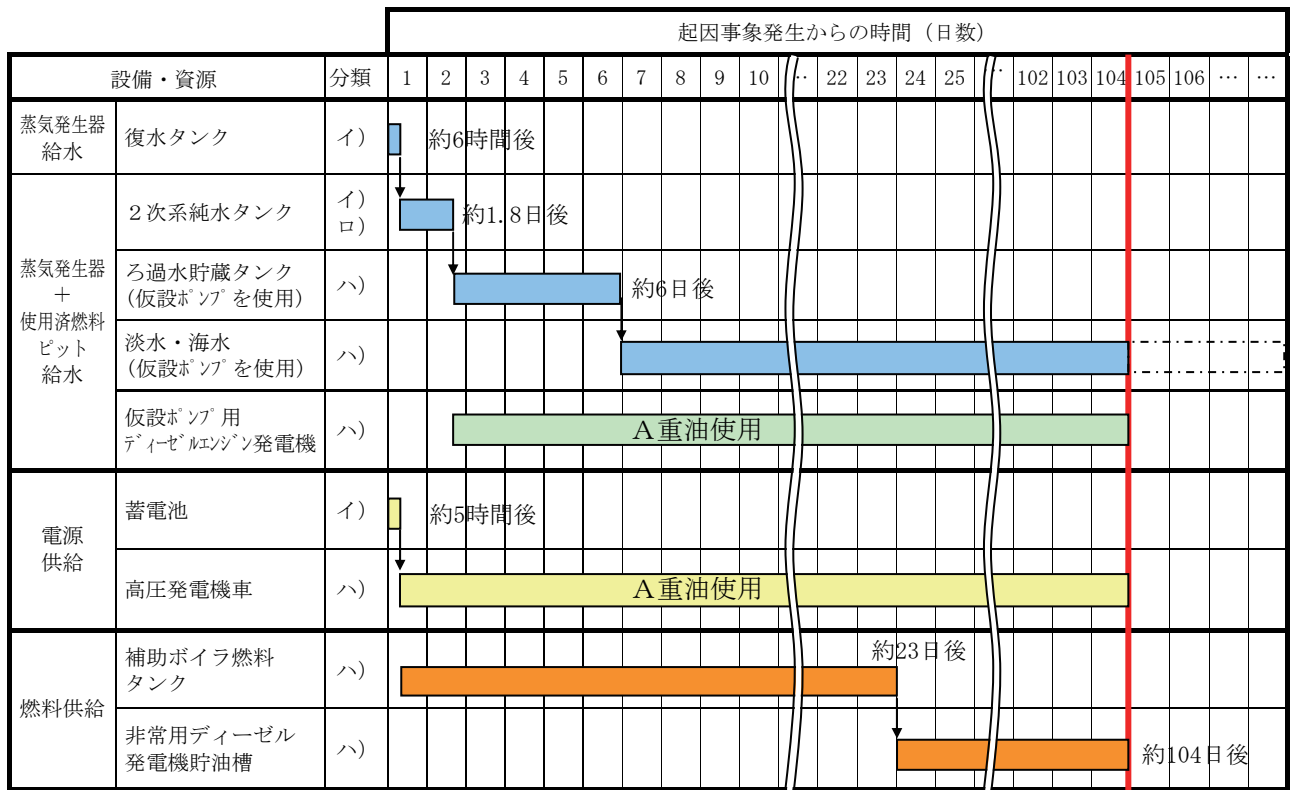 起因事象発生からの時間（日数）
設備・資源 分類 1 2 3 4 5 6 7 8 9 10 ‥ 22 23 24 25 ‥ 102 103 104 105 106 … …
蒸気発生器
給水
復水タンク イ） 約6時間後
蒸気発生器
＋
使用済燃料
ピット
給水
２次系純水タンク イ）
ロ）
約1.8日後
ろ過水貯蔵タンク
(仮設ﾎﾟﾝﾌﾟを使用) ハ） 約6日後
淡水・海水
(仮設ﾎﾟﾝﾌﾟを使用) ハ）
仮設ﾎﾟﾝﾌﾟ用
ﾃﾞｨｰｾﾞﾙｴﾝｼﾞﾝ発電機 ハ） Ａ重油使用
電源
供給
蓄電池 イ） 約5時間後
高圧発電機車 ハ） Ａ重油使用
燃料供給
補助ボイラ燃料
タンク ハ） 約23日後
非常用ディーゼル
発電機貯油槽 ハ） 約104日後